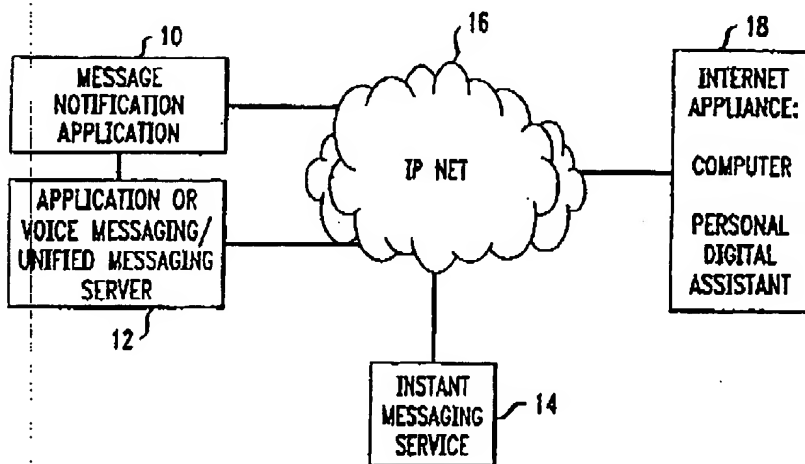 10
MESSAGE
NOTIFICATION
APPLICATION
APPLICATION OR
VOICE MESSAGING/
UNIFIED MESSAGING
SERVER
12
16
IP NET
INSTANT
MESSAGING
SERVICE
14
18
INTERNET
APPLIANCE:
COMPUTER
PERSONAL
DIGITAL
ASSISTANT